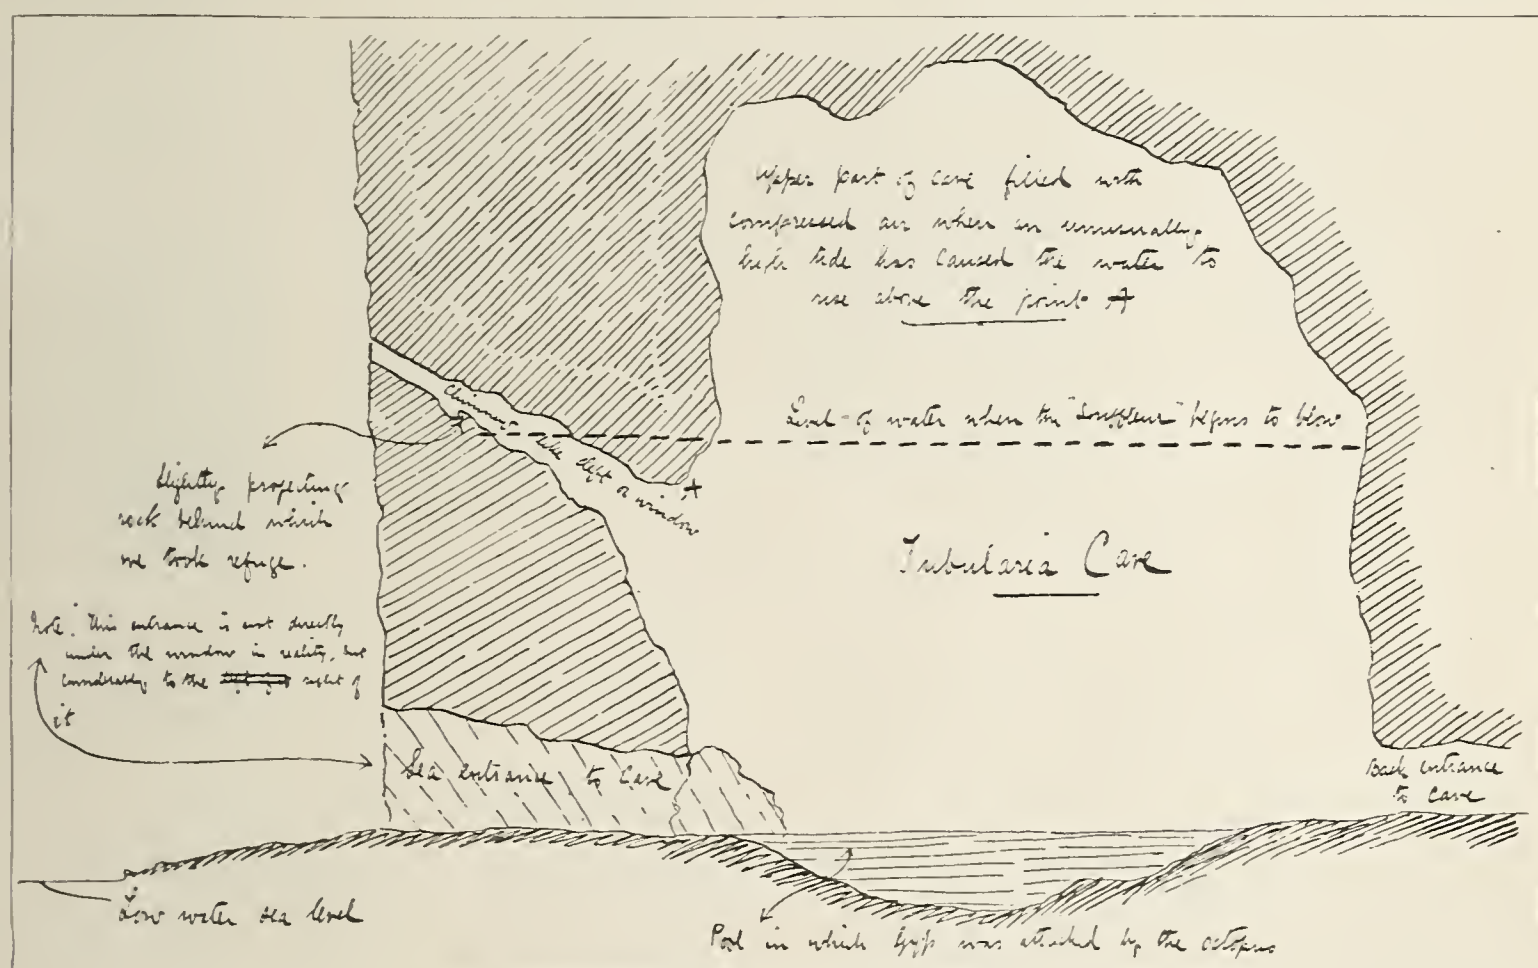 Upper part of cave filled with
compressed air when an unusually
high tide has caused the water to
rise above the point A
Chimney like cleft or window
Level of water when the "Souffleur" begins to blow
A
Slightly projecting
rock behind which
we took refuge.
Tubularia Cave
Note: this entrance is not directly
under the window in reality, but
considerably to the right of
it
Sea entrance to cave
Back entrance
to cave
Low water sea level
Pool in which Gyp was attacked by the octopus